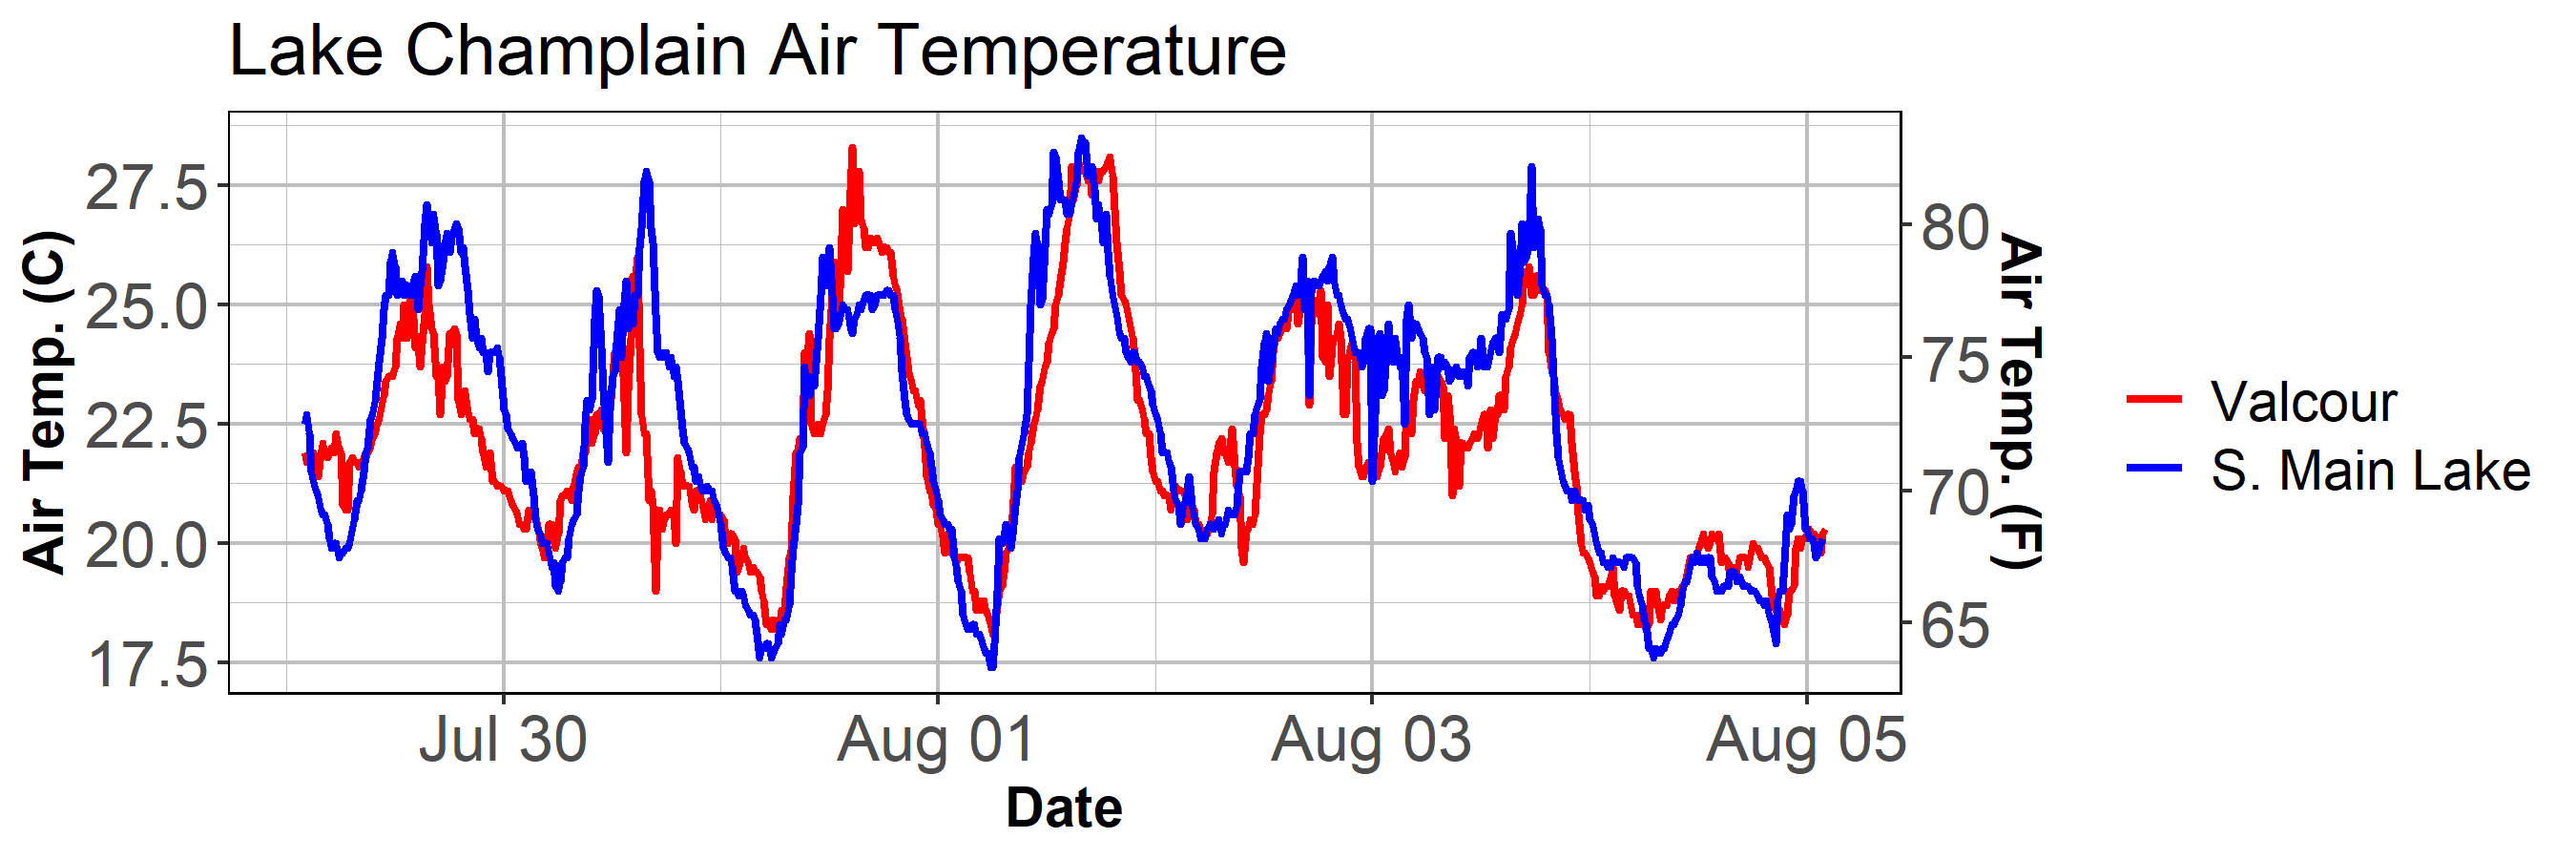 Lake Champlain Air Temperature
Air Temp. (C)
27.5
25.0
22.5
20.0
17.5
80
75
70
65
Air Temp. (F)
Jul 30
Aug 01
Aug 03
Aug 05
Date
Valcour
S. Main Lake